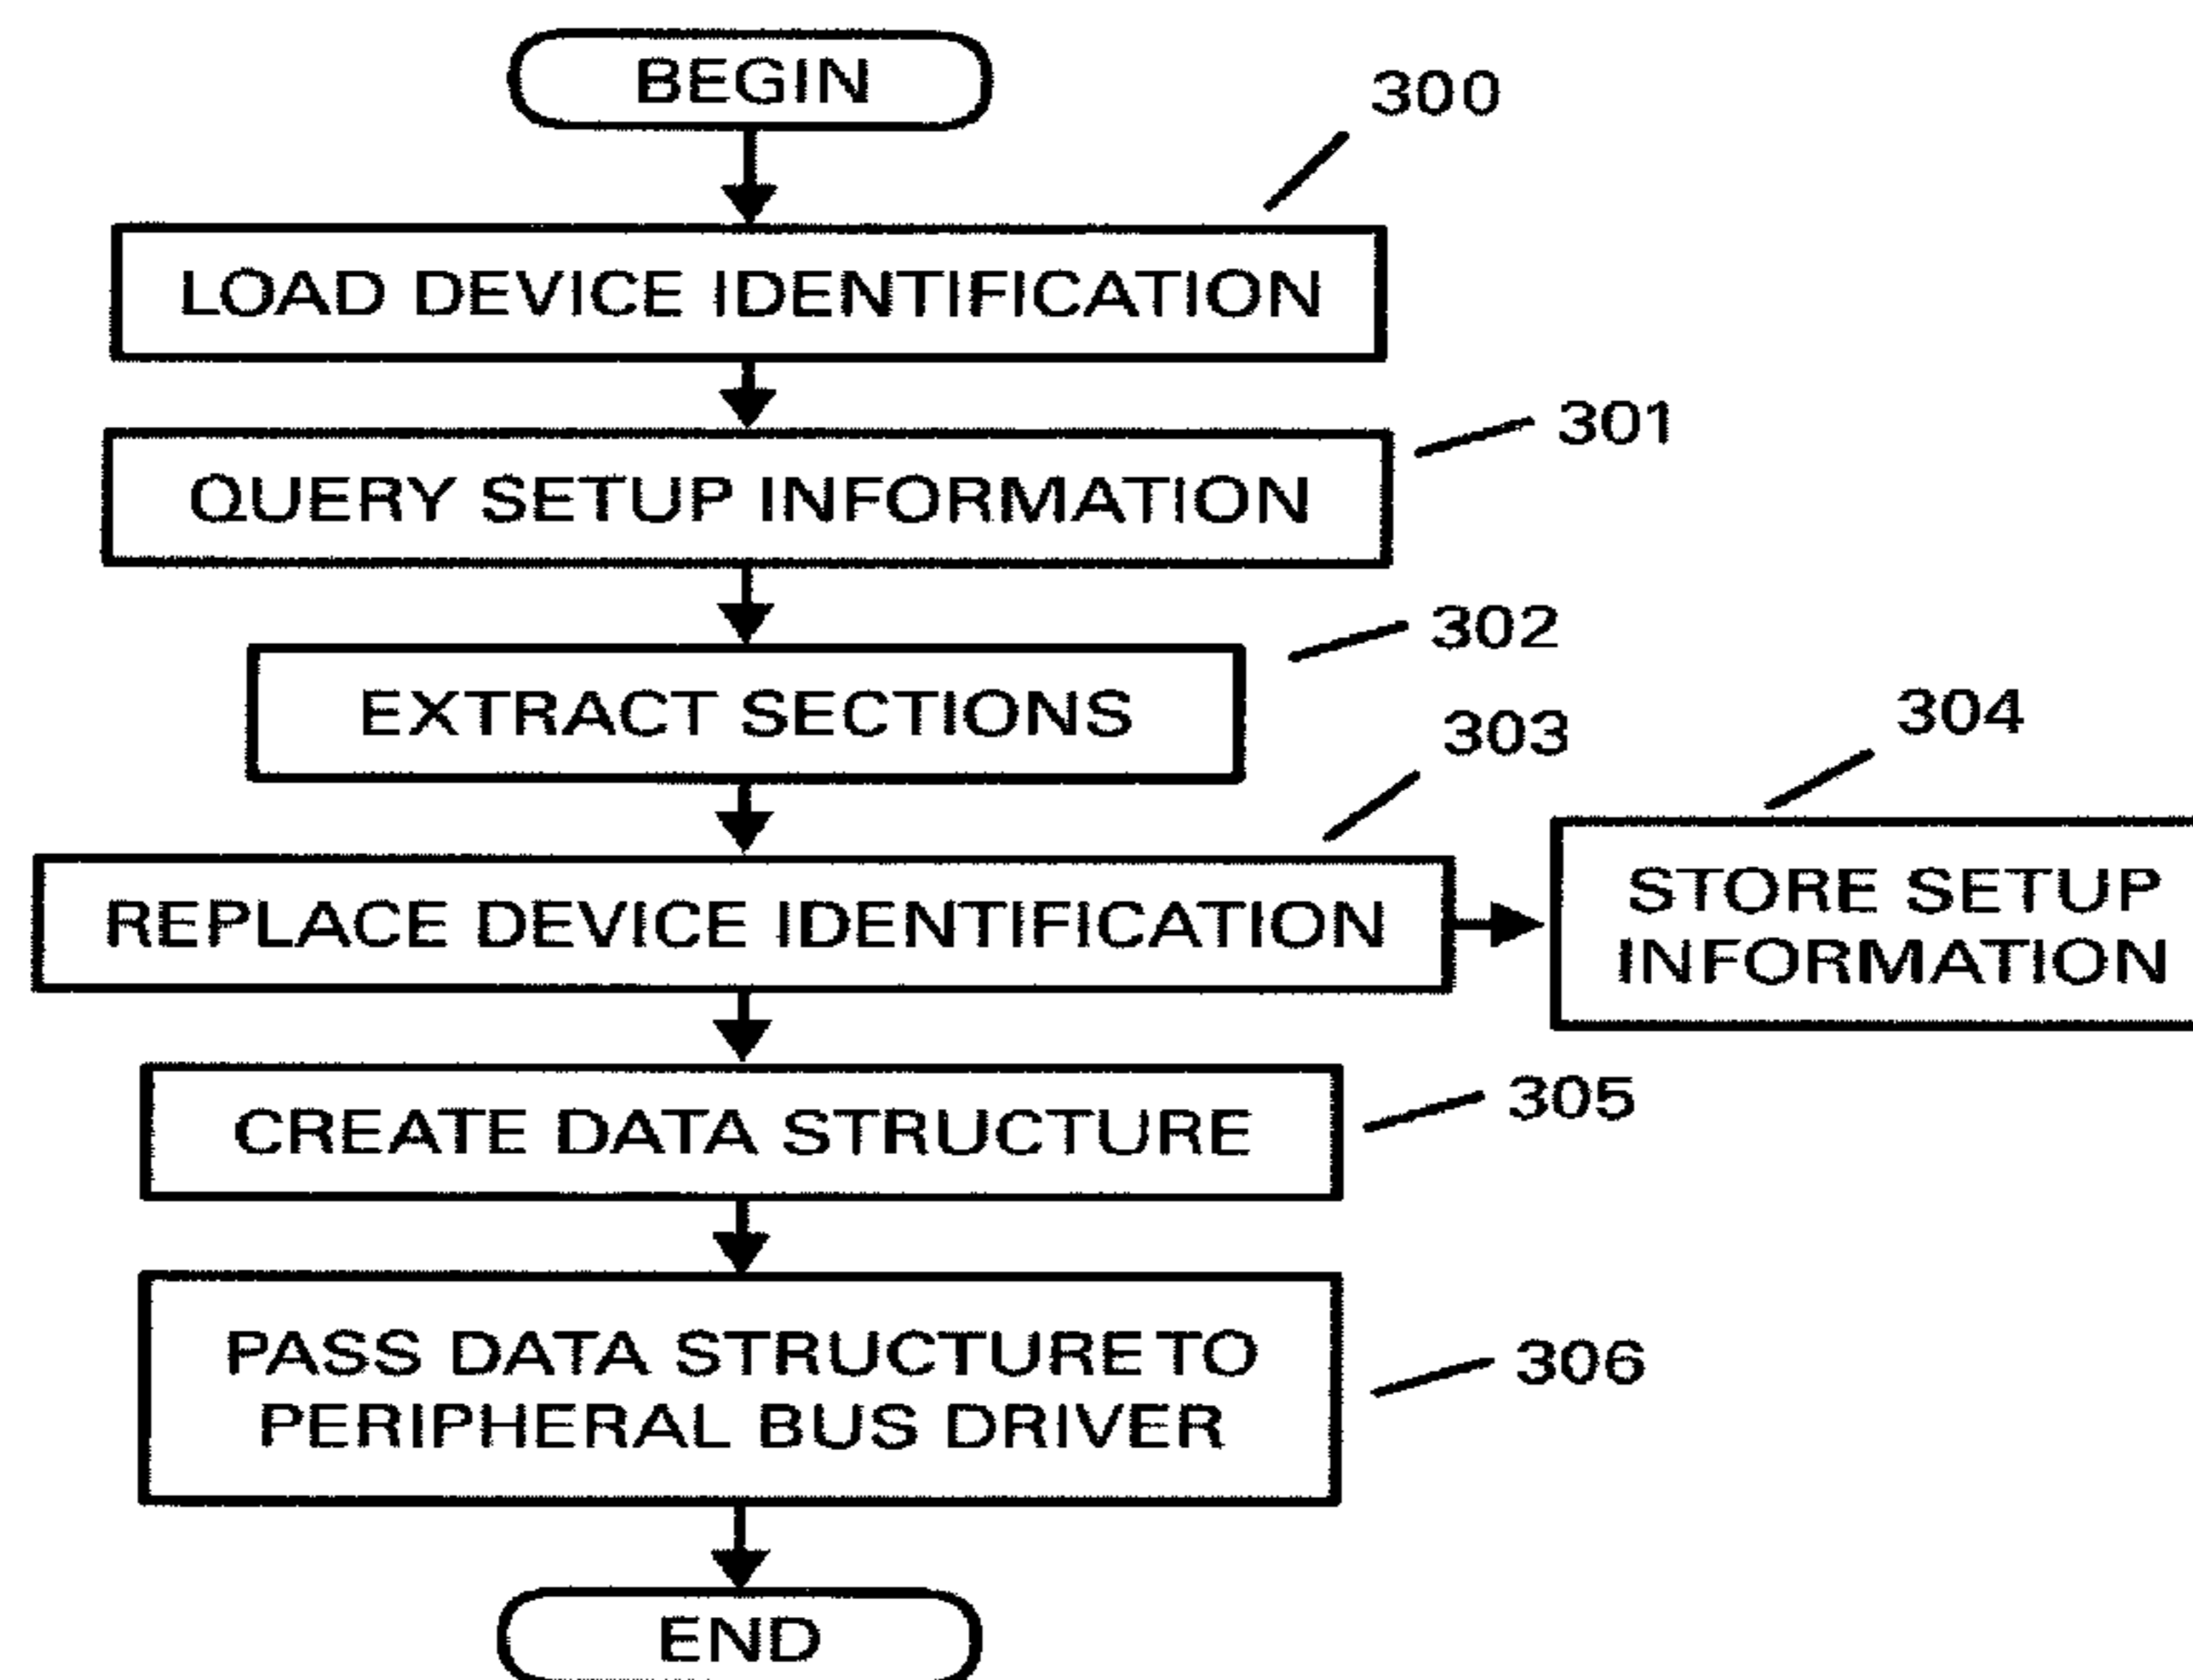 BEGIN
300
LOAD DEVICE IDENTIFICATION
301
QUERY SETUP INFORMATION
302
EXTRACT SECTIONS
303
304
REPLACE DEVICE IDENTIFICATION
STORE SETUP
INFORMATION
305
CREATE DATA STRUCTURE
PASS DATA STRUCTURE TO
PERIPHERAL BUS DRIVER
306
END